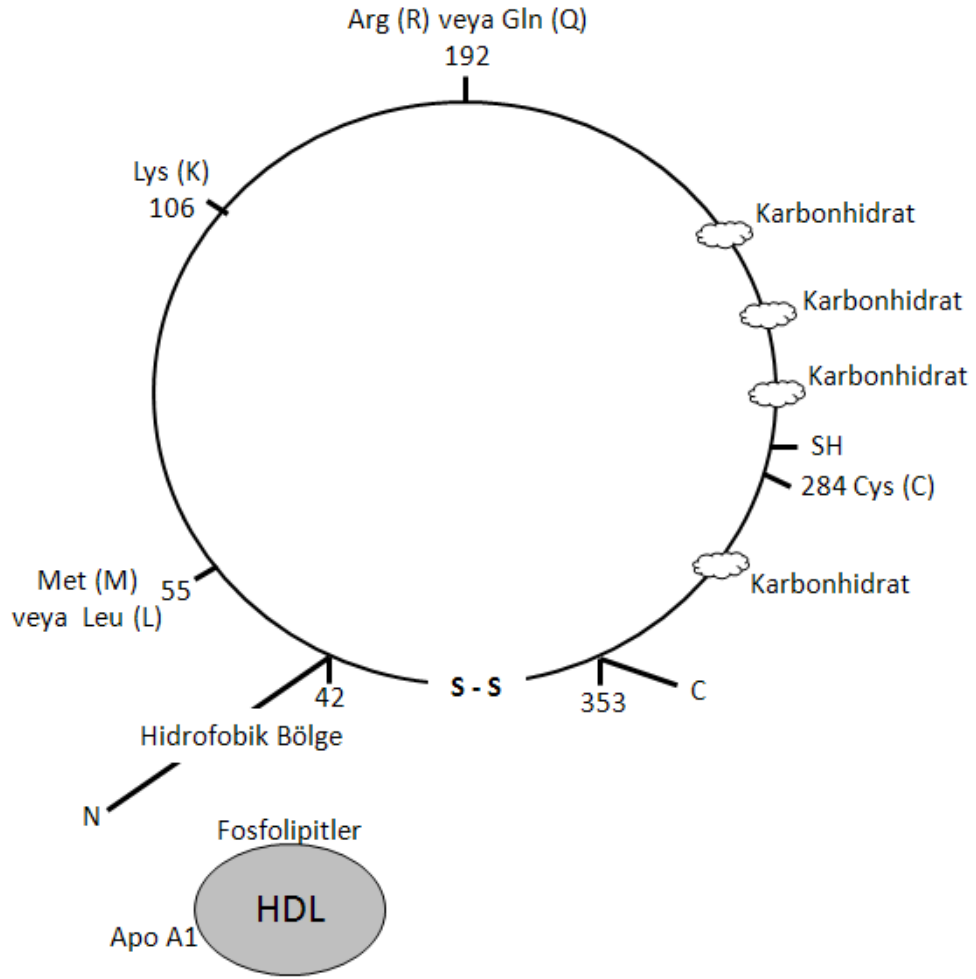 Arg (R) veya Gln (Q)
192
Lys (K)
106
Karbonhidrat
Karbonhidrat
Karbonhidrat
SH
284 Cys (C)
Met (M)
55
veya Leu (L)
Karbonhidrat
42
S - S
353
C
Hidrofobik Bölge
N
Fosfolipitler
HDL
Apo A1